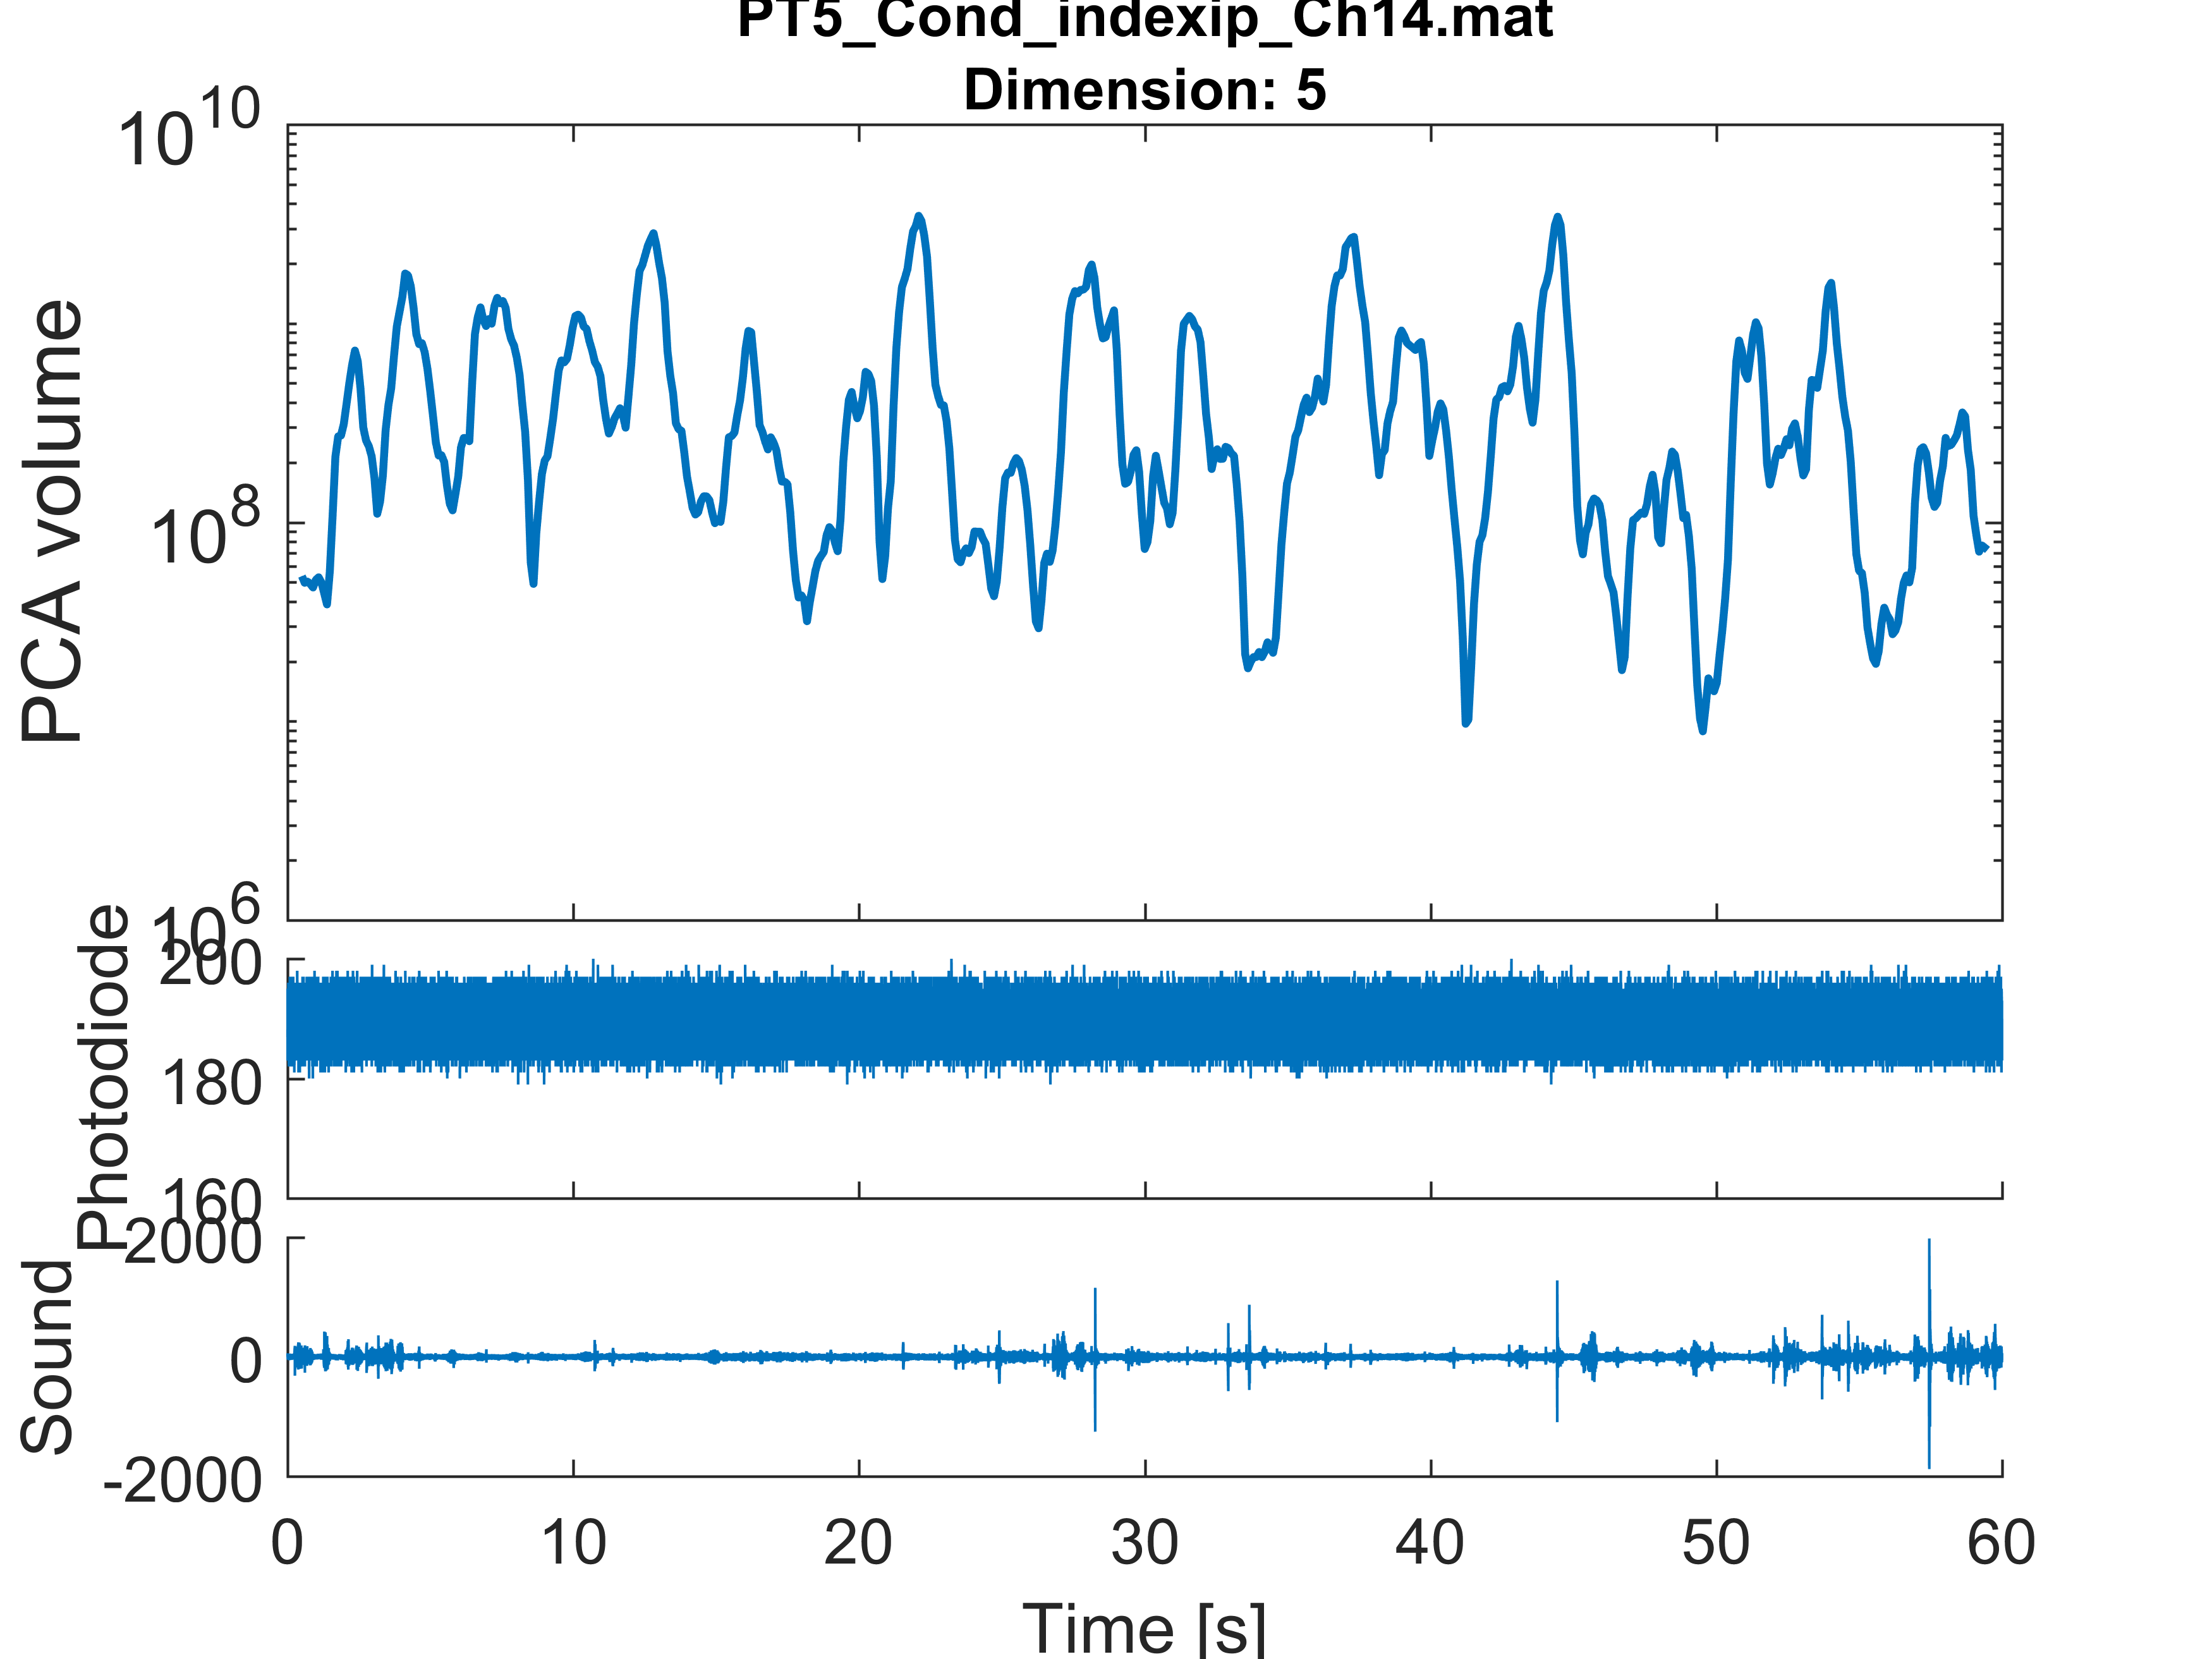 PT5_Cond_indexip_Ch14.mat
Dimension: 5
10^10
10^8
10^6
PCA volume
200
180
160
Photodiode
2000
0
-2000
Sound
0 10 20 30 40 50 60
Time [s]